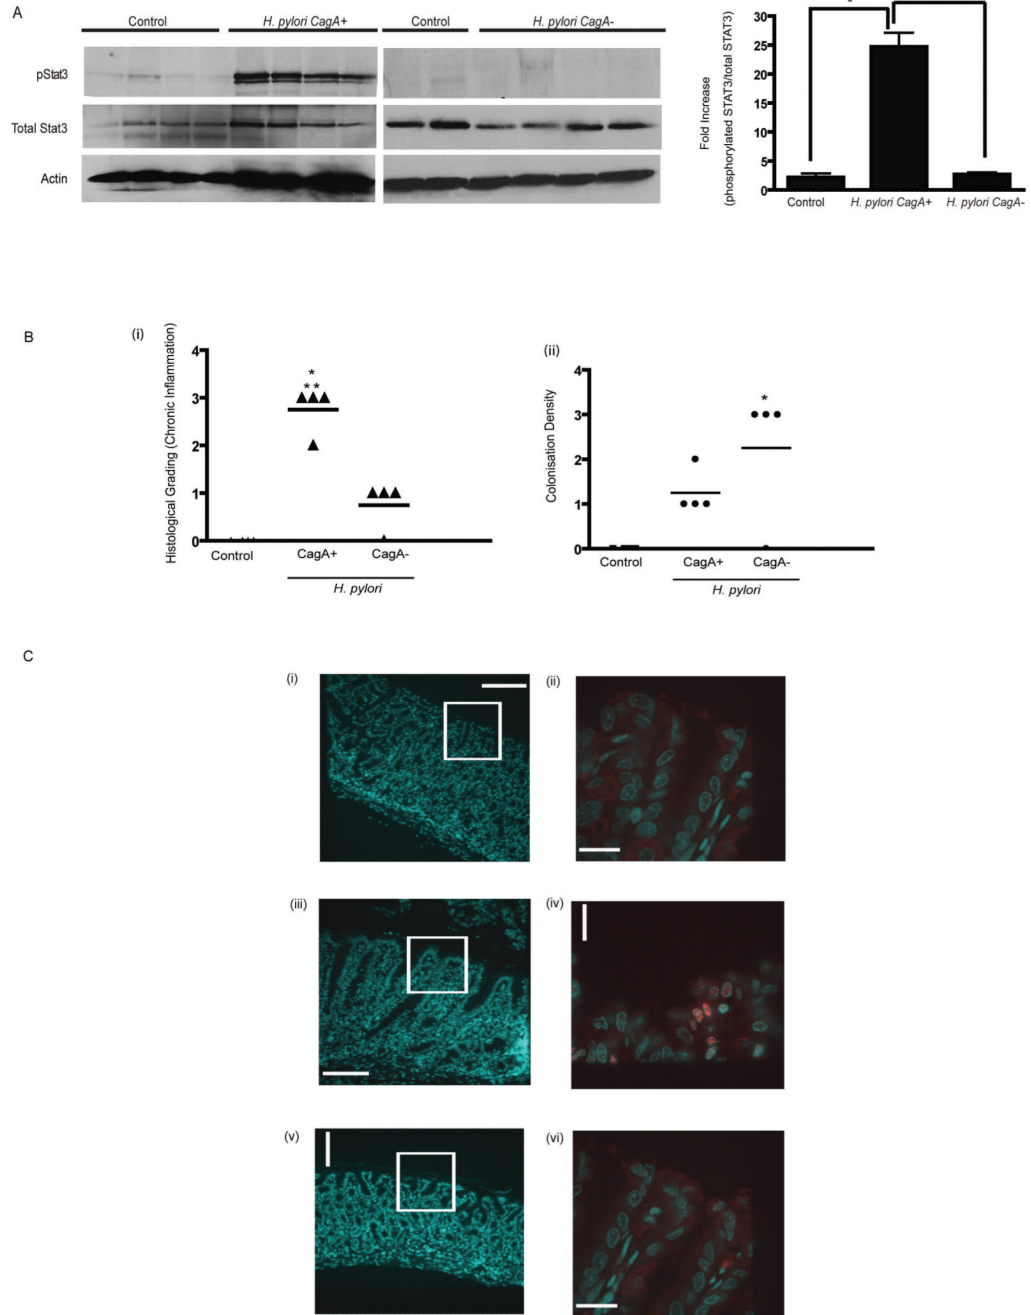 A
Control H. pylori CagA+ Control H. pylori CagA-
pStat3
Total Stat3
Actin
Fold Increase
(phosphorylated STAT3/total STAT3)
30
25
20
15
10
5
0
*
Control H. pylori CagA+ H. pylori CagA-
B
(i)
Histological Grading (Chronic Inflammation)
4
3
2
1
0
*
* *
Control CagA+ CagA-
H. pylori
(ii)
Colonisation Density
4
3
2
1
0
*
Control CagA+ CagA-
H. pylori
C
(i) (ii)
(iii) (iv)
(v) (vi)